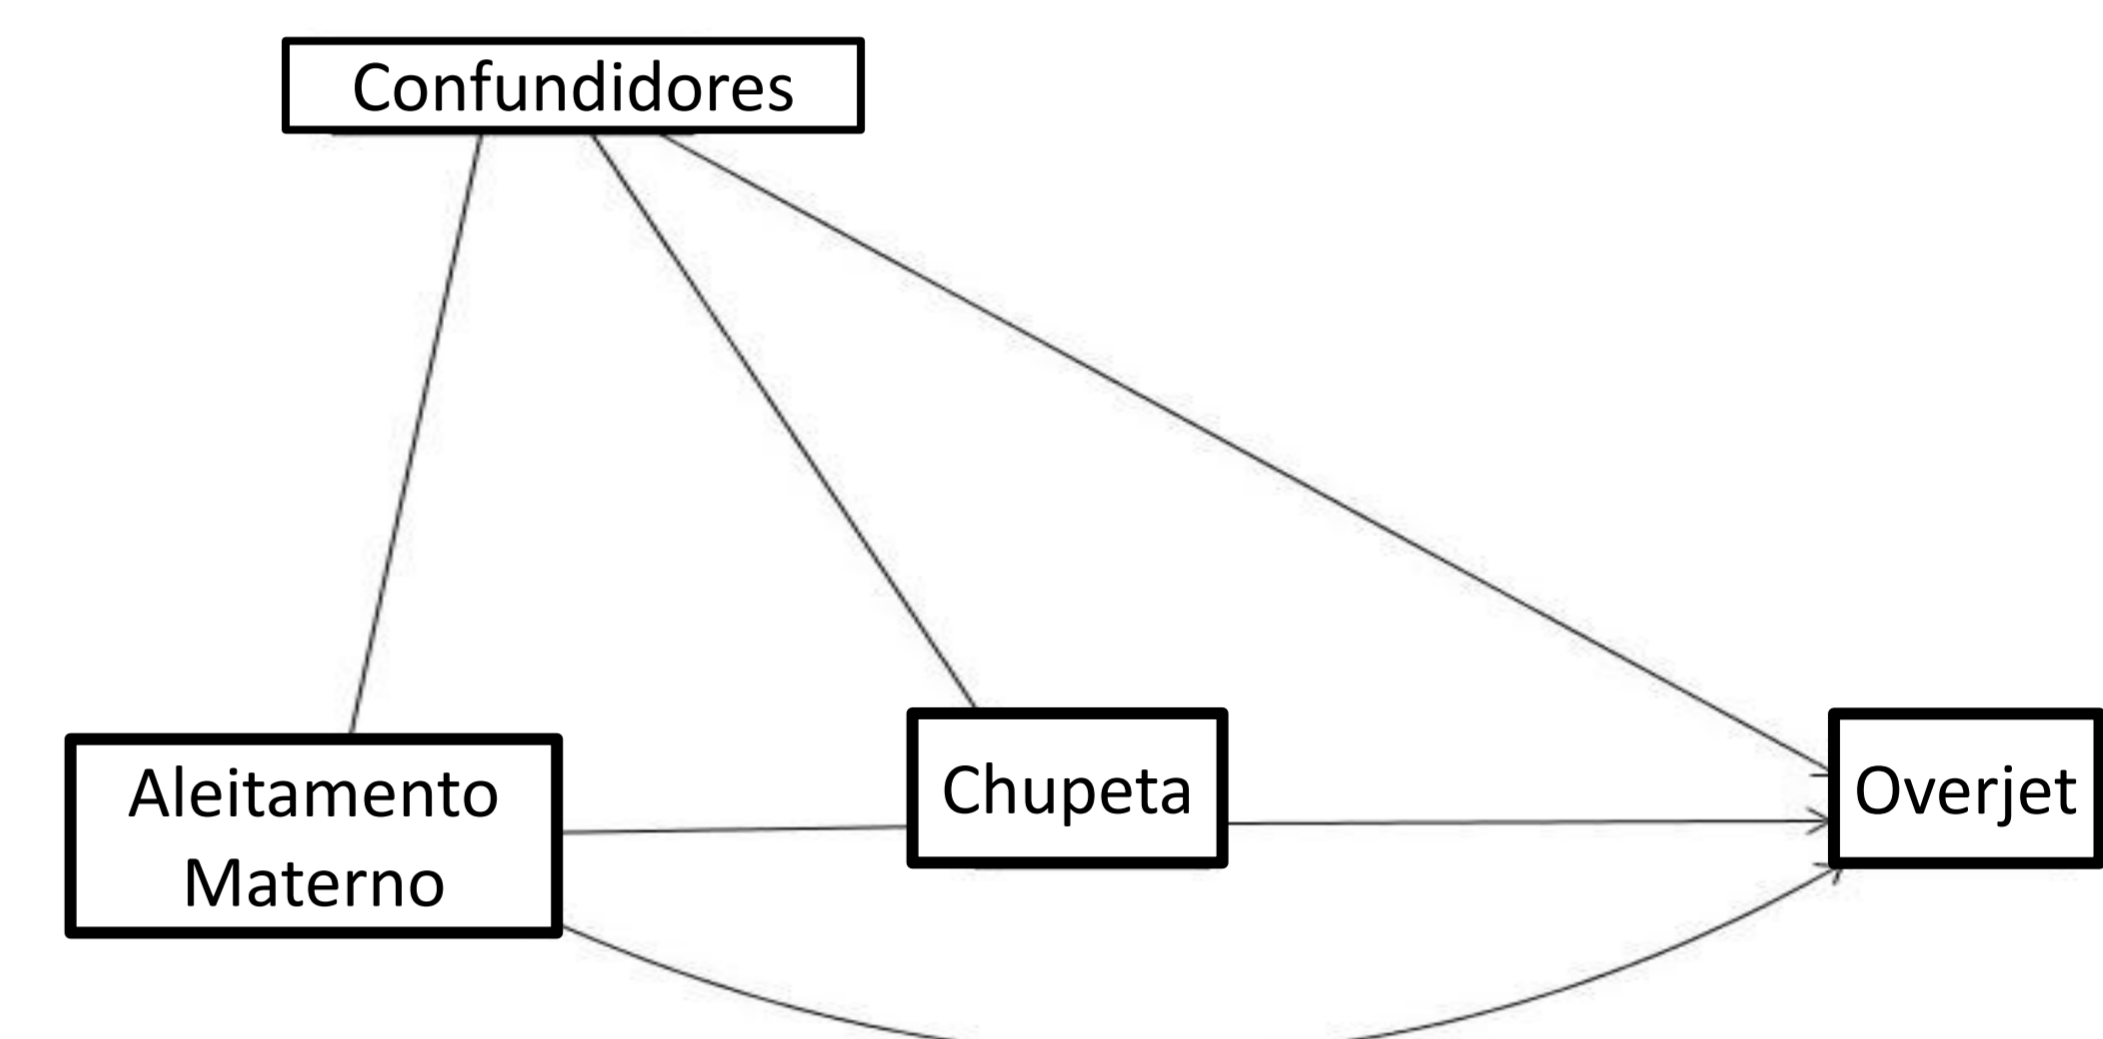 Confundidores
Aleitamento
Materno
Chupeta
Overjet